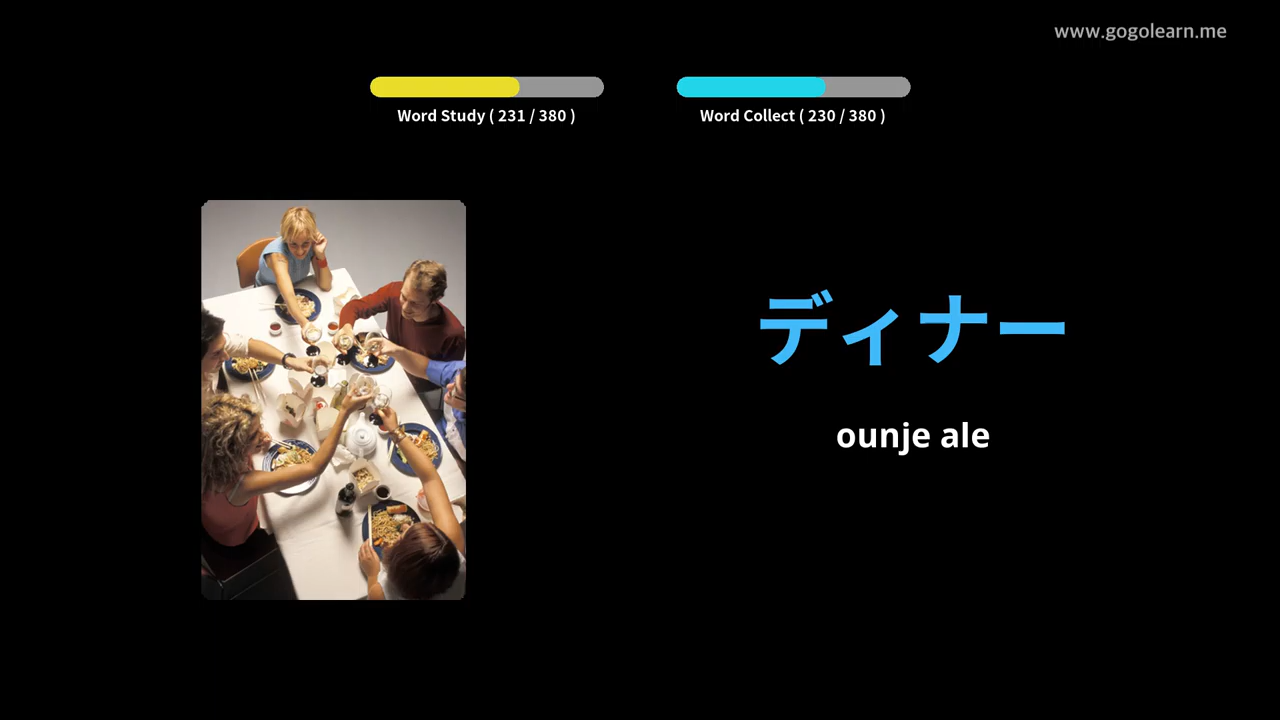 www.gogolearn.me
Word Study ( 231 / 380 )
Word Collect ( 230 / 380 )
ディナー
ounje ale